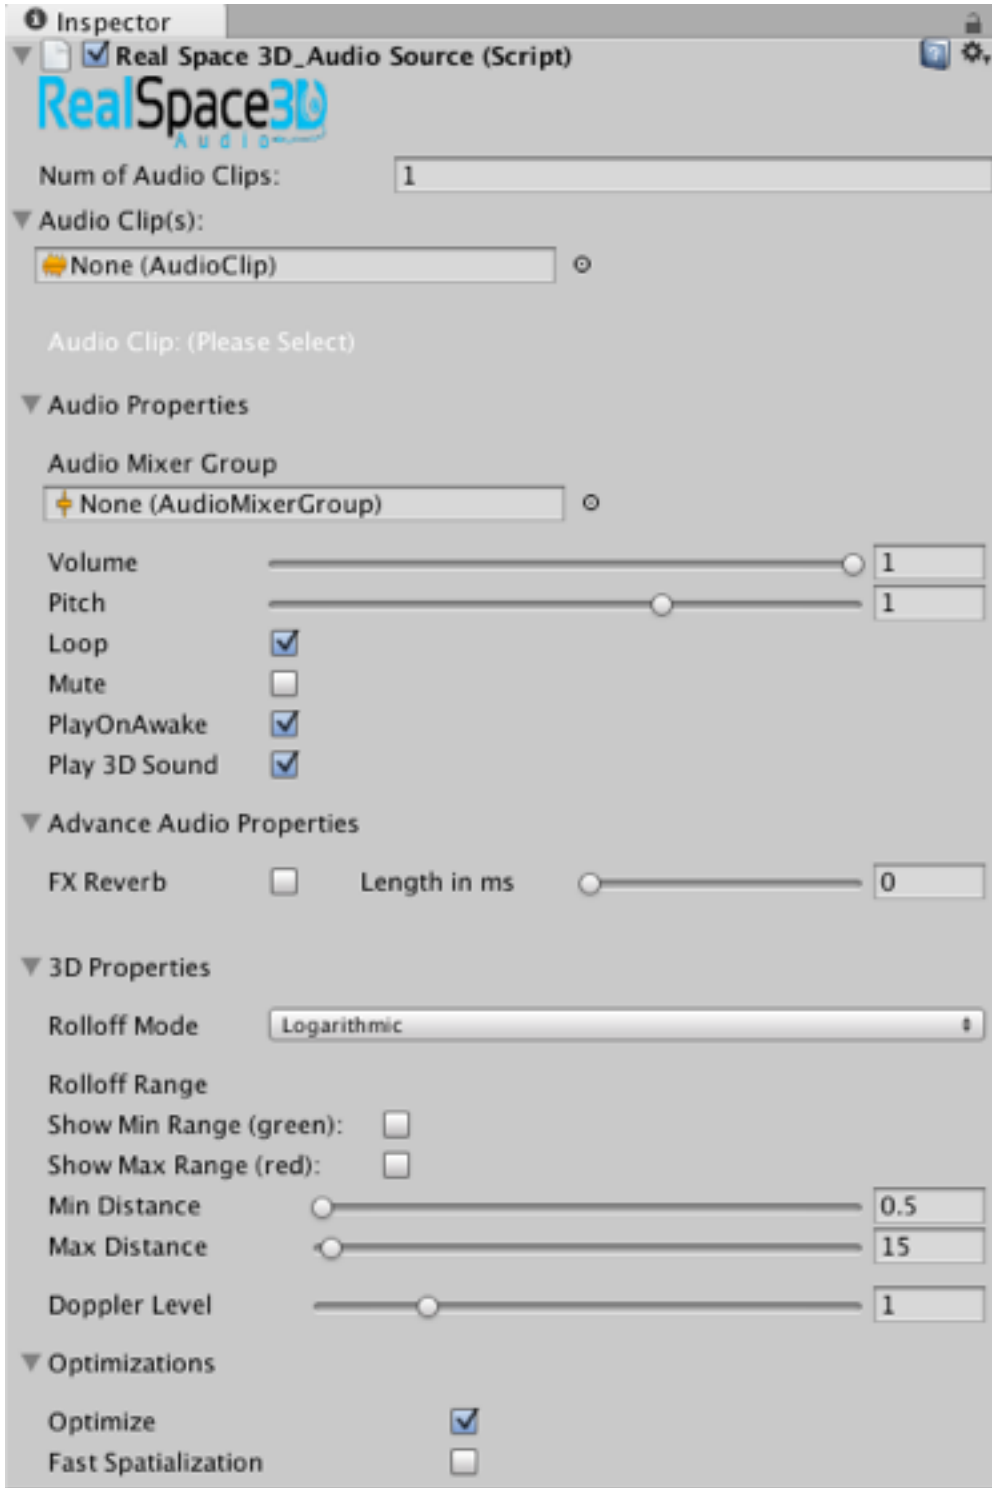 Inspector
Real Space 3D_Audio Source (Script)
RealSpace3D
Audio
Num of Audio Clips: 1
Audio Clip(s):
None (AudioClip)
Audio Clip: (Please Select)
Audio Properties
Audio Mixer Group
None (AudioMixerGroup)
Volume 1
Pitch 1
Loop
Mute
PlayOnAwake
Play 3D Sound
Advance Audio Properties
FX Reverb Length in ms 0
3D Properties
Rolloff Mode Logarithmic
Rolloff Range
Show Min Range (green):
Show Max Range (red):
Min Distance 0.5
Max Distance 15
Doppler Level 1
Optimizations
Optimize
Fast Spatialization